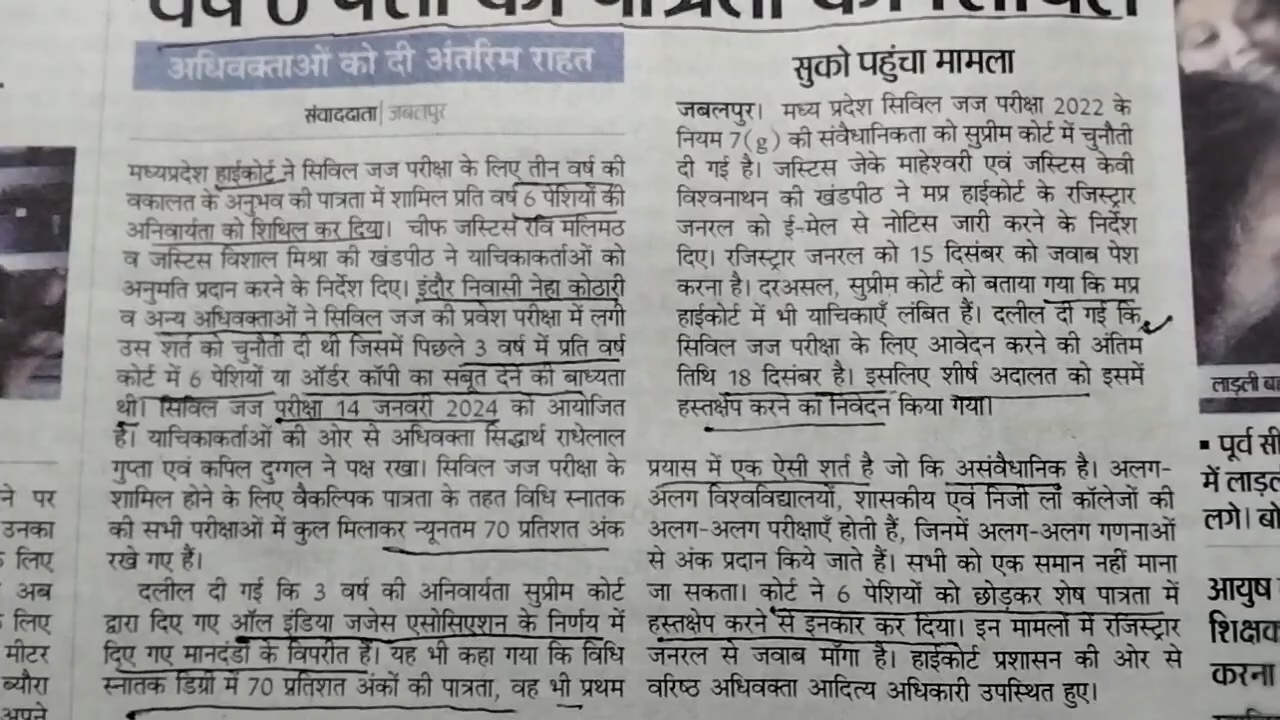 अधिवक्ताओं को दी अंतरिम राहत
संवाददाता| जबलपुर
मध्यप्रदेश हाईकोर्ट ने सिविल जज परीक्षा के लिए तीन वर्ष की
वकालत के अनुभव की पात्रता में शामिल प्रति वर्ष 6 पेशियों की
अनिवार्यता को शिथिल कर दिया। चीफ जस्टिस रवि मलिमठ
व जस्टिस विशाल मिश्रा की खंडपीठ ने याचिकाकर्ताओं को
अनुमति प्रदान करने के निर्देश दिए। इंदौर निवासी नेहा कोठारी
व अन्य अधिवक्ताओं ने सिविल जज की प्रवेश परीक्षा में लगी
उस शर्त को चुनौती दी थी जिसमें पिछले 3 वर्ष में प्रति वर्ष
कोर्ट में 6 पेशियों या ऑर्डर कॉपी का सबूत देने की बाध्यता
थी। सिविल जज परीक्षा 14 जनवरी 2024 को आयोजित
है। याचिकाकर्ताओं की ओर से अधिवक्ता सिद्धार्थ राधेलाल
गुप्ता एवं कपिल दुग्गल ने पक्ष रखा। सिविल जज परीक्षा के
शामिल होने के लिए वैकल्पिक पात्रता के तहत विधि स्नातक
की सभी परीक्षाओं में कुल मिलाकर न्यूनतम 70 प्रतिशत अंक
रखे गए हैं।
दलील दी गई कि 3 वर्ष की अनिवार्यता सुप्रीम कोर्ट
द्वारा दिए गए ऑल इंडिया जजेस एसोसिएशन के निर्णय में
दिए गए मानदंडों के विपरीत है। यह भी कहा गया कि विधि
स्नातक डिग्री में 70 प्रतिशत अंकों की पात्रता, वह भी प्रथम
सुको पहुंचा मामला
जबलपुर। मध्य प्रदेश सिविल जज परीक्षा 2022 के
नियम 7(g) की संवैधानिकता को सुप्रीम कोर्ट में चुनौती
दी गई है। जस्टिस जेके माहेश्वरी एवं जस्टिस केवी
विश्वनाथन की खंडपीठ ने मप्र हाईकोर्ट के रजिस्ट्रार
जनरल को ई-मेल से नोटिस जारी करने के निर्देश
दिए। रजिस्ट्रार जनरल को 15 दिसंबर को जवाब पेश
करना है। दरअसल, सुप्रीम कोर्ट को बताया गया कि मप्र
हाईकोर्ट में भी याचिकाएँ लंबित हैं। दलील दी गई कि
सिविल जज परीक्षा के लिए आवेदन करने की अंतिम
तिथि 18 दिसंबर है। इसलिए शीर्ष अदालत को इसमें
हस्तक्षेप करने का निवेदन किया गया।
प्रयास में एक ऐसी शर्त है जो कि असंवैधानिक है। अलग-
अलग विश्वविद्यालयों, शासकीय एवं निजी लॉ कॉलेजों की
अलग-अलग परीक्षाएँ होती हैं, जिनमें अलग-अलग गणनाओं
से अंक प्रदान किये जाते हैं। सभी को एक समान नहीं माना
जा सकता। कोर्ट ने 6 पेशियों को छोड़कर शेष पात्रता में
हस्तक्षेप करने से इनकार कर दिया। इन मामलों में रजिस्ट्रार
जनरल से जवाब माँगा है। हाईकोर्ट प्रशासन की ओर से
वरिष्ठ अधिवक्ता आदित्य अधिकारी उपस्थित हुए।
ने पर
उनका
लिए
अब
लिए
मीटर
ब्यौरा
अपने
▪ पूर्व सी
में लाड़
लगे। बो
आयुष
शिक्षक
करना